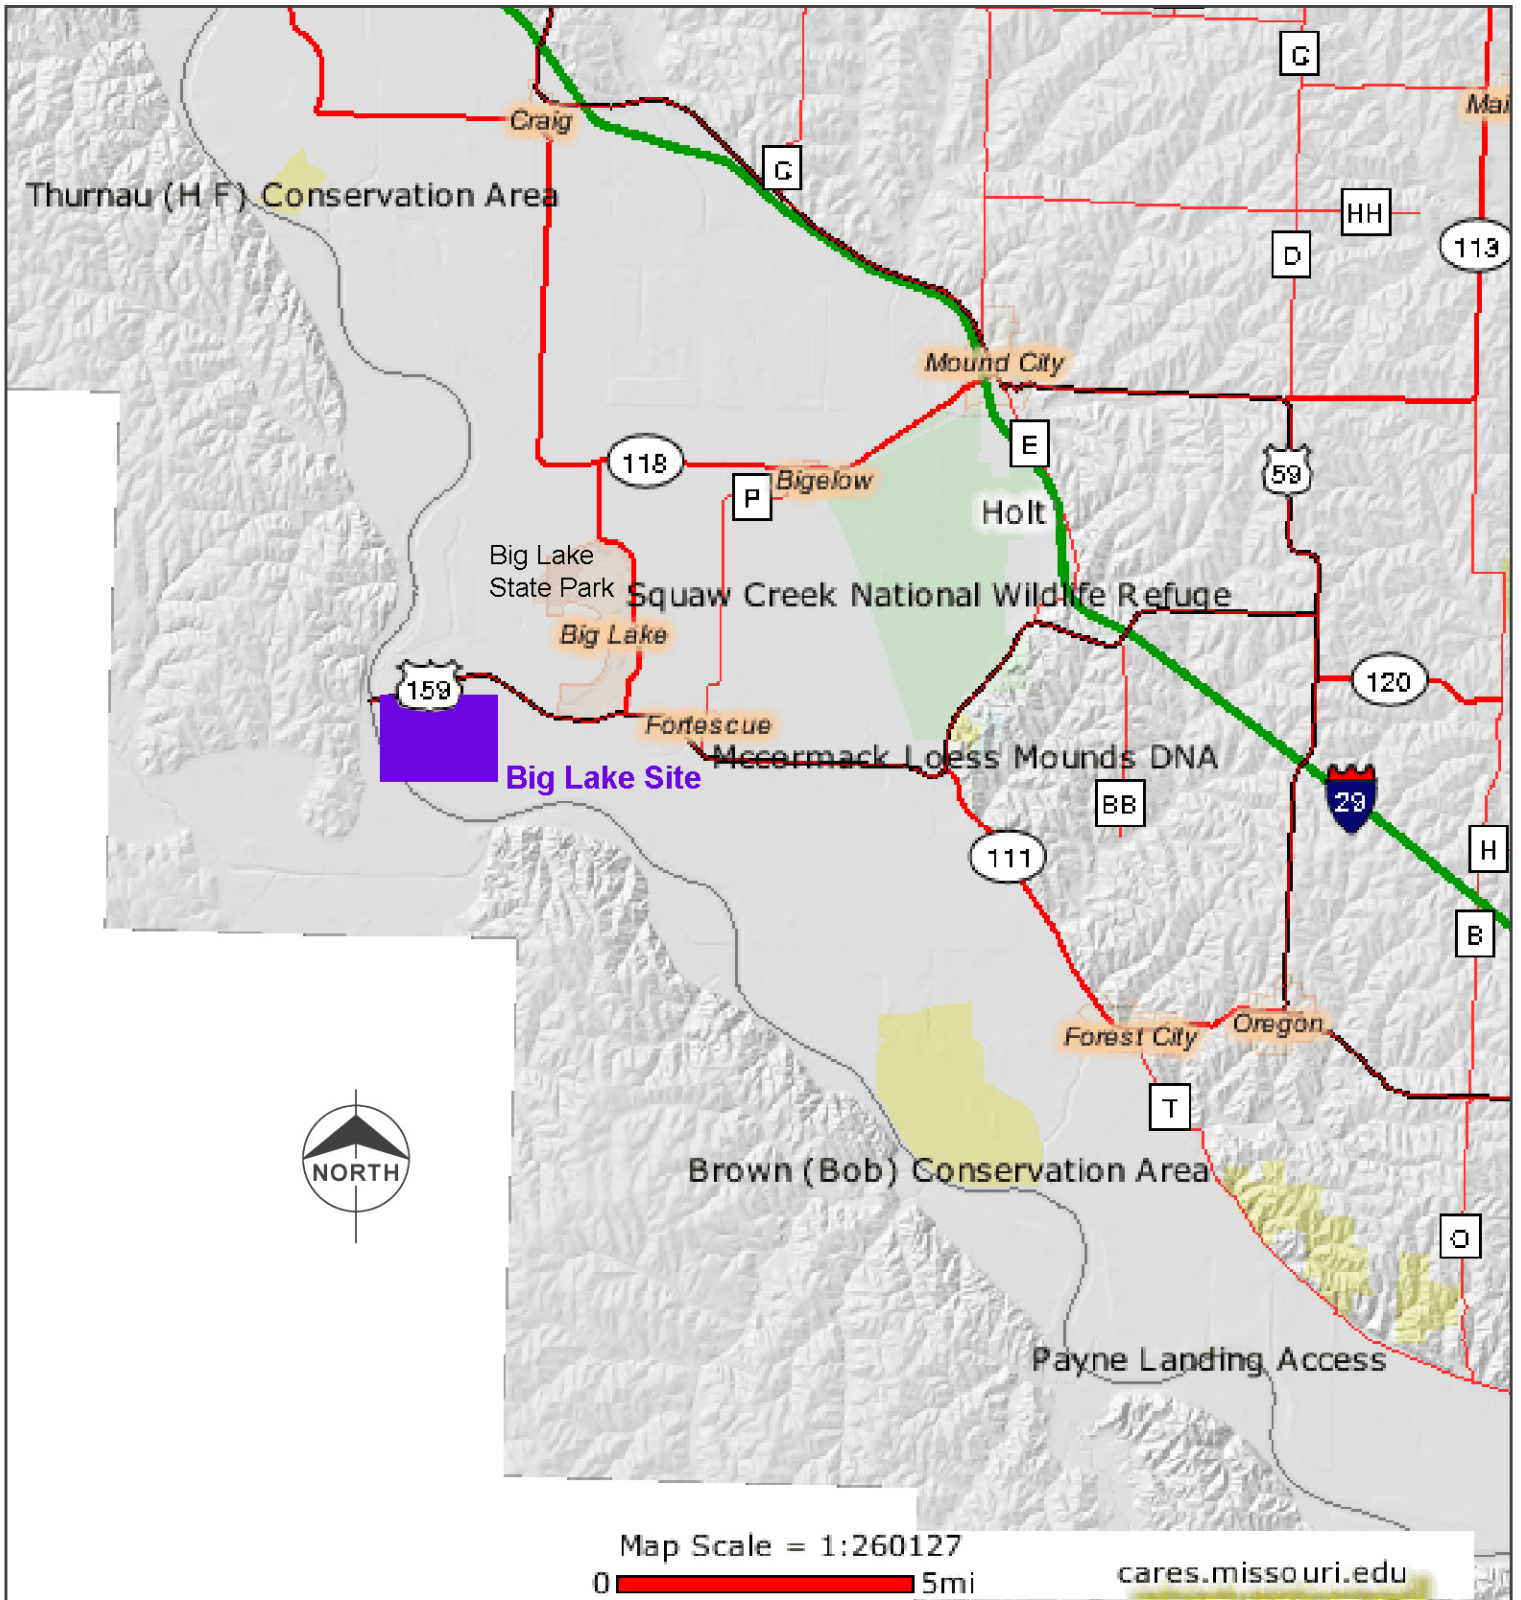 G
Mai
Craig
G
Thurnau (H F) Conservation Area
HH
D
113
Mound City
E
118
Bigelow
59
P
Holt
Big Lake
State Park
Squaw Creek National Wildlife Refuge
Big Lake
159
120
Fortescue
Mccormack Loess Mounds DNA
Big Lake Site
BB
29
111
H
B
Forest City
Oregon
T
NORTH
Brown (Bob) Conservation Area
O
Payne Landing Access
Map Scale = 1:260127
0 5mi
cares.missouri.edu